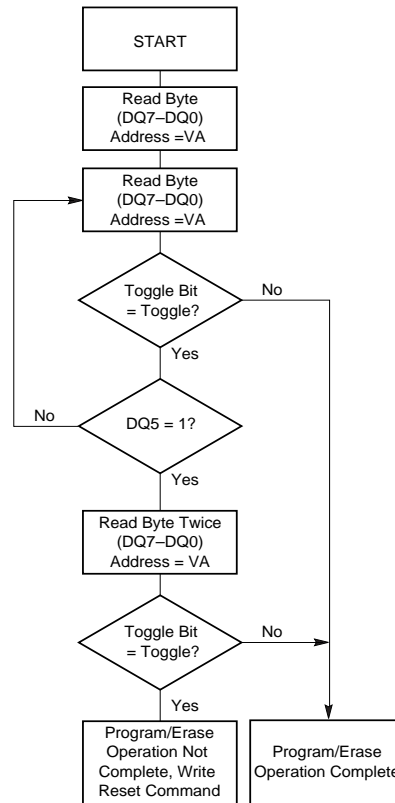 START
Read Byte
(DQ7–DQ0)
Address =VA
Read Byte
(DQ7–DQ0)
Address =VA
Toggle Bit
= Toggle?
No
Yes
No
DQ5 = 1?
Yes
Read Byte Twice
(DQ7–DQ0)
Address = VA
Toggle Bit
= Toggle?
No
Yes
Program/Erase
Operation Not
Complete, Write
Reset Command
Program/Erase
Operation Complete